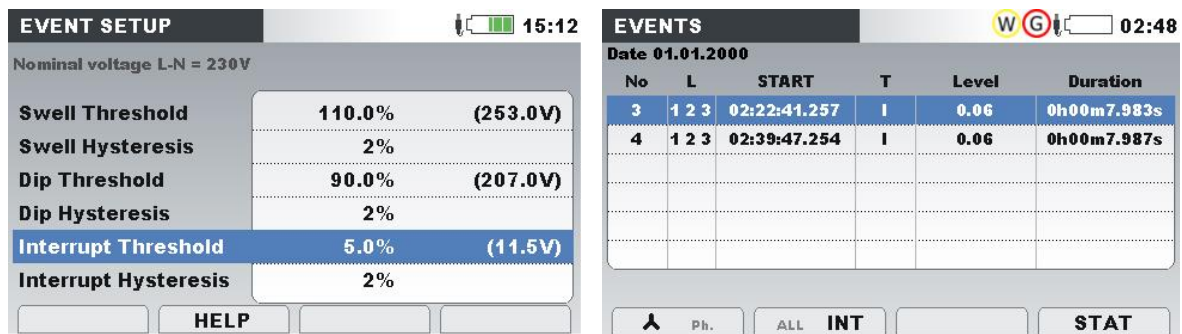 EVENT SETUP 15:12
Nominal voltage L-N = 230V
Swell Threshold 110.0% (253.0V)
Swell Hysteresis 2%
Dip Threshold 90.0% (207.0V)
Dip Hysteresis 2%
Interrupt Threshold 5.0% (11.5V)
Interrupt Hysteresis 2%
HELP
EVENTS W G 02:48
Date 01.01.2000
No L START T Level Duration
3 1 2 3 02:22:41.257 I 0.06 0h00m7.983s
4 1 2 3 02:39:47.254 I 0.06 0h00m7.987s
Ph. ALL INT STAT